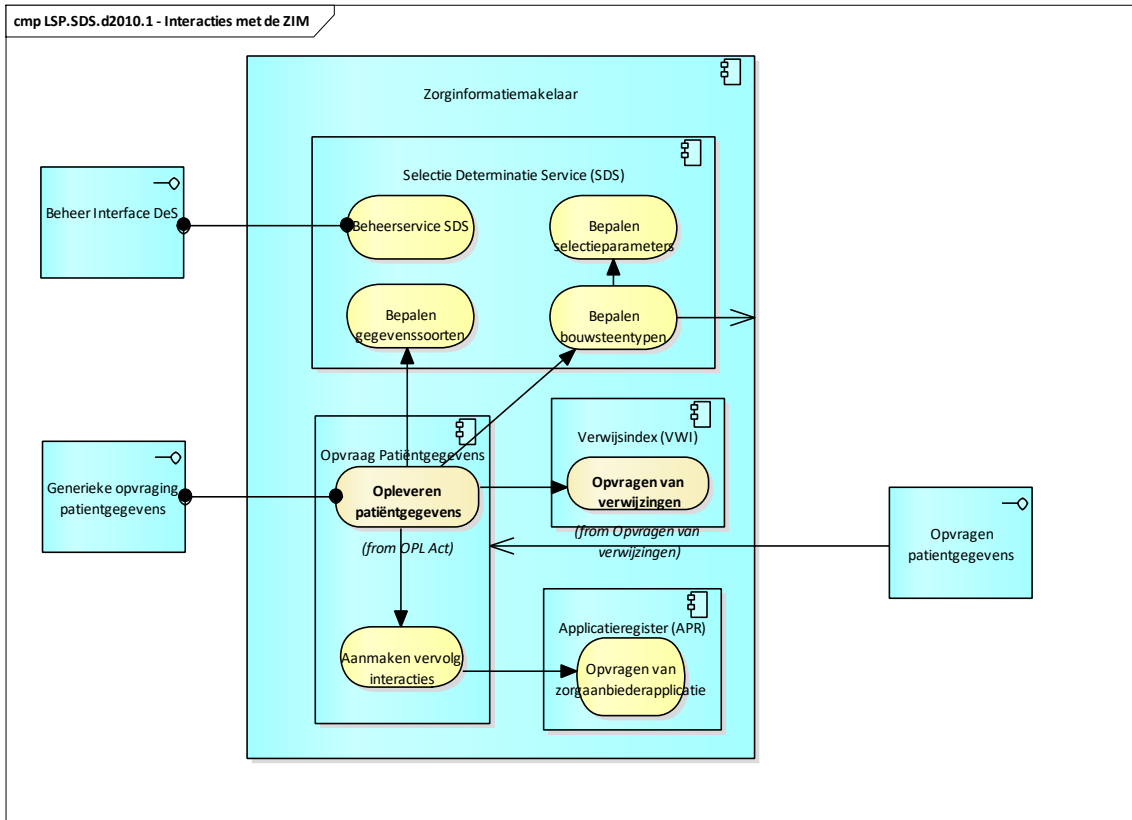 cmp LSP.SDS.d2010.1 - Interacties met de ZIM
Zorginformatiemakelaar
Selectie Determinatie Service (SDS)
Beheer Interface DeS
Beheerservice SDS
Bepalen
selectieparameters
Bepalen
gegevenssoorten
Bepalen
bouwsteentypen
Opvraag Patiëntgegevens
Verwijsindex (VWI)
Generieke opvraging
patientgegevens
Opleveren
patiëntgegevens
(from OPL Act)
Opvragen van
verwijzingen
(from Opvragen van
verwijzingen)
Opvragen
patientgegevens
Applicatieregister (APR)
Aanmaken vervolg
interacties
Opvragen van
zorgaanbiederapplicatie